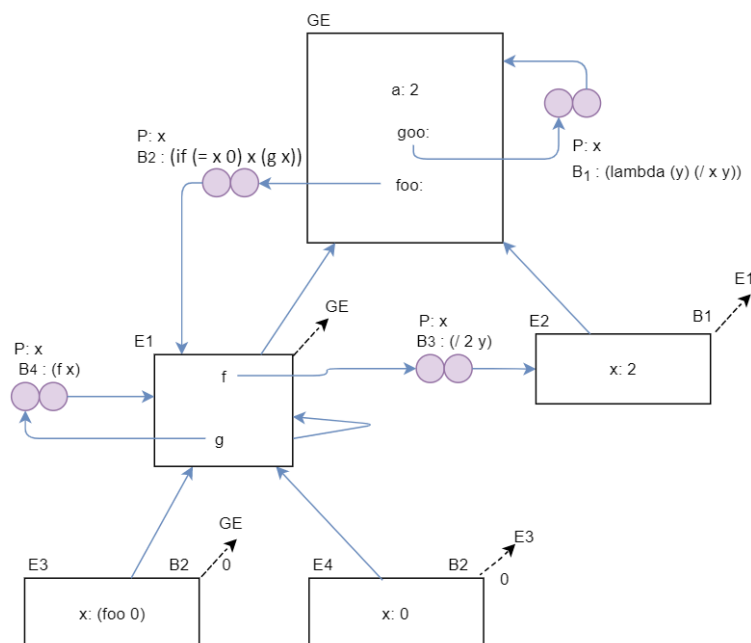 GE
a: 2
goo:
foo:
P: x
B1 : (lambda (y) (/ x y))
P: x
B2 : (if (= x 0) x (g x))
E1
GE
f
g
P: x
B4 : (f x)
P: x
B3 : (/ 2 y)
E2
B1
E1
x: 2
E3
B2
GE
0
x: (foo 0)
E4
B2
E3
0
x: 0